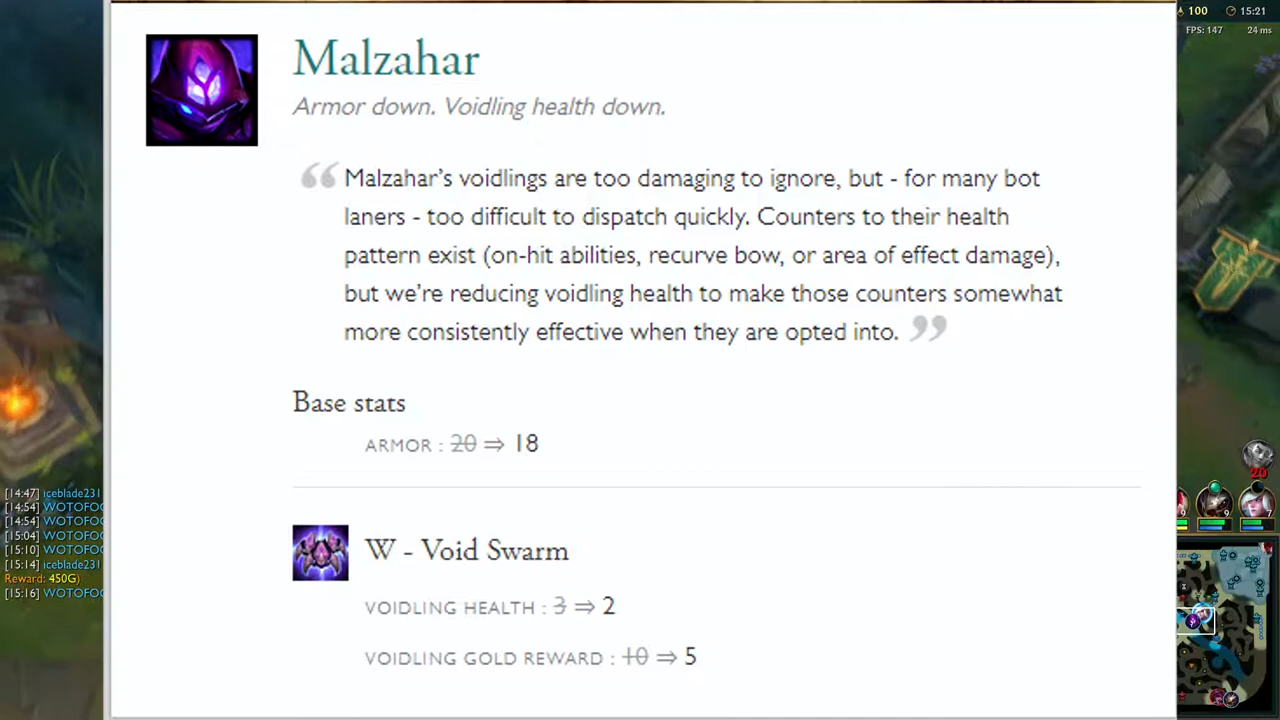 100 15:21
FPS: 147 24 ms
Malzahar
Armor down. Voidling health down.
“ Malzahar’s voidlings are too damaging to ignore, but - for many bot
laners - too difficult to dispatch quickly. Counters to their health
pattern exist (on-hit abilities, recurve bow, or area of effect damage),
but we’re reducing voidling health to make those counters somewhat
more consistently effective when they are opted into. ”
Base stats
ARMOR : 20 ⇒ 18
W - Void Swarm
VOIDLING HEALTH : 3 ⇒ 2
VOIDLING GOLD REWARD : 10 ⇒ 5
[14:47] iceblade231
[14:54] WOTOFO
[14:54] WOTOFO
[15:04] WOTOFO
[15:10] WOTOFO
[15:14] iceblade231
Reward: 450G)
[15:16] WOTOFO
20
9 9 7